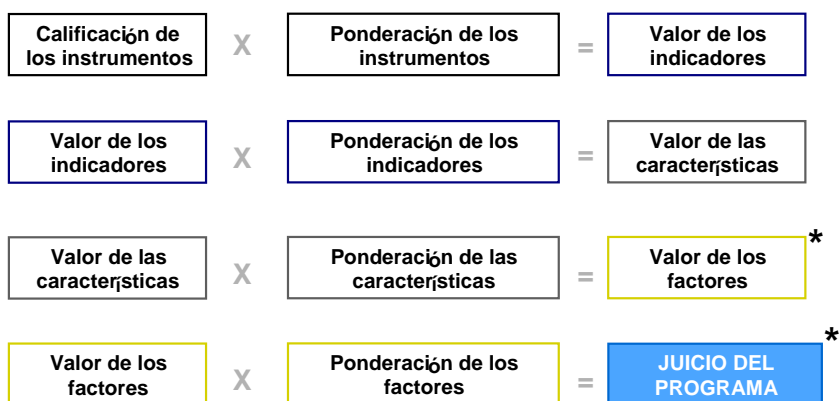 Calificación de
los instrumentos
X
Ponderación de los
instrumentos
=
Valor de los
indicadores
Valor de los
indicadores
X
Ponderación de los
indicadores
=
Valor de las
características
Valor de las
características
X
Ponderación de las
características
=
Valor de los
factores
*
Valor de los
factores
X
Ponderación de los
factores
=
JUICIO DEL
PROGRAMA
*